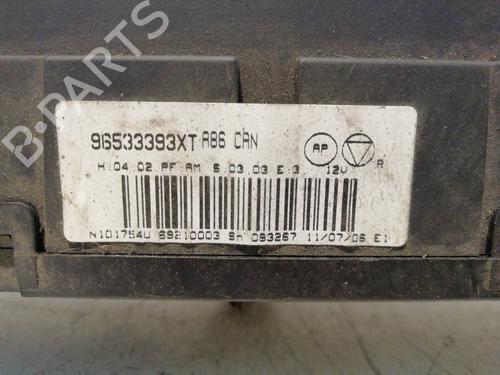 B-PARTS
96533393XT A86 CAN
AP
H:04.02 PF:AM S:03.03 E:3 12V R
N101754U 69210003 Sn 093267 11/07/06 E1